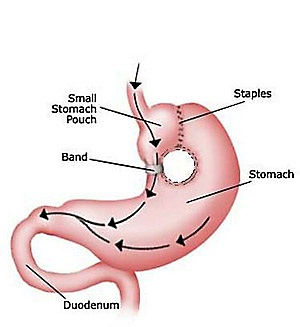 Small
Stomach
Pouch
Staples
Band
Stomach
Duodenum